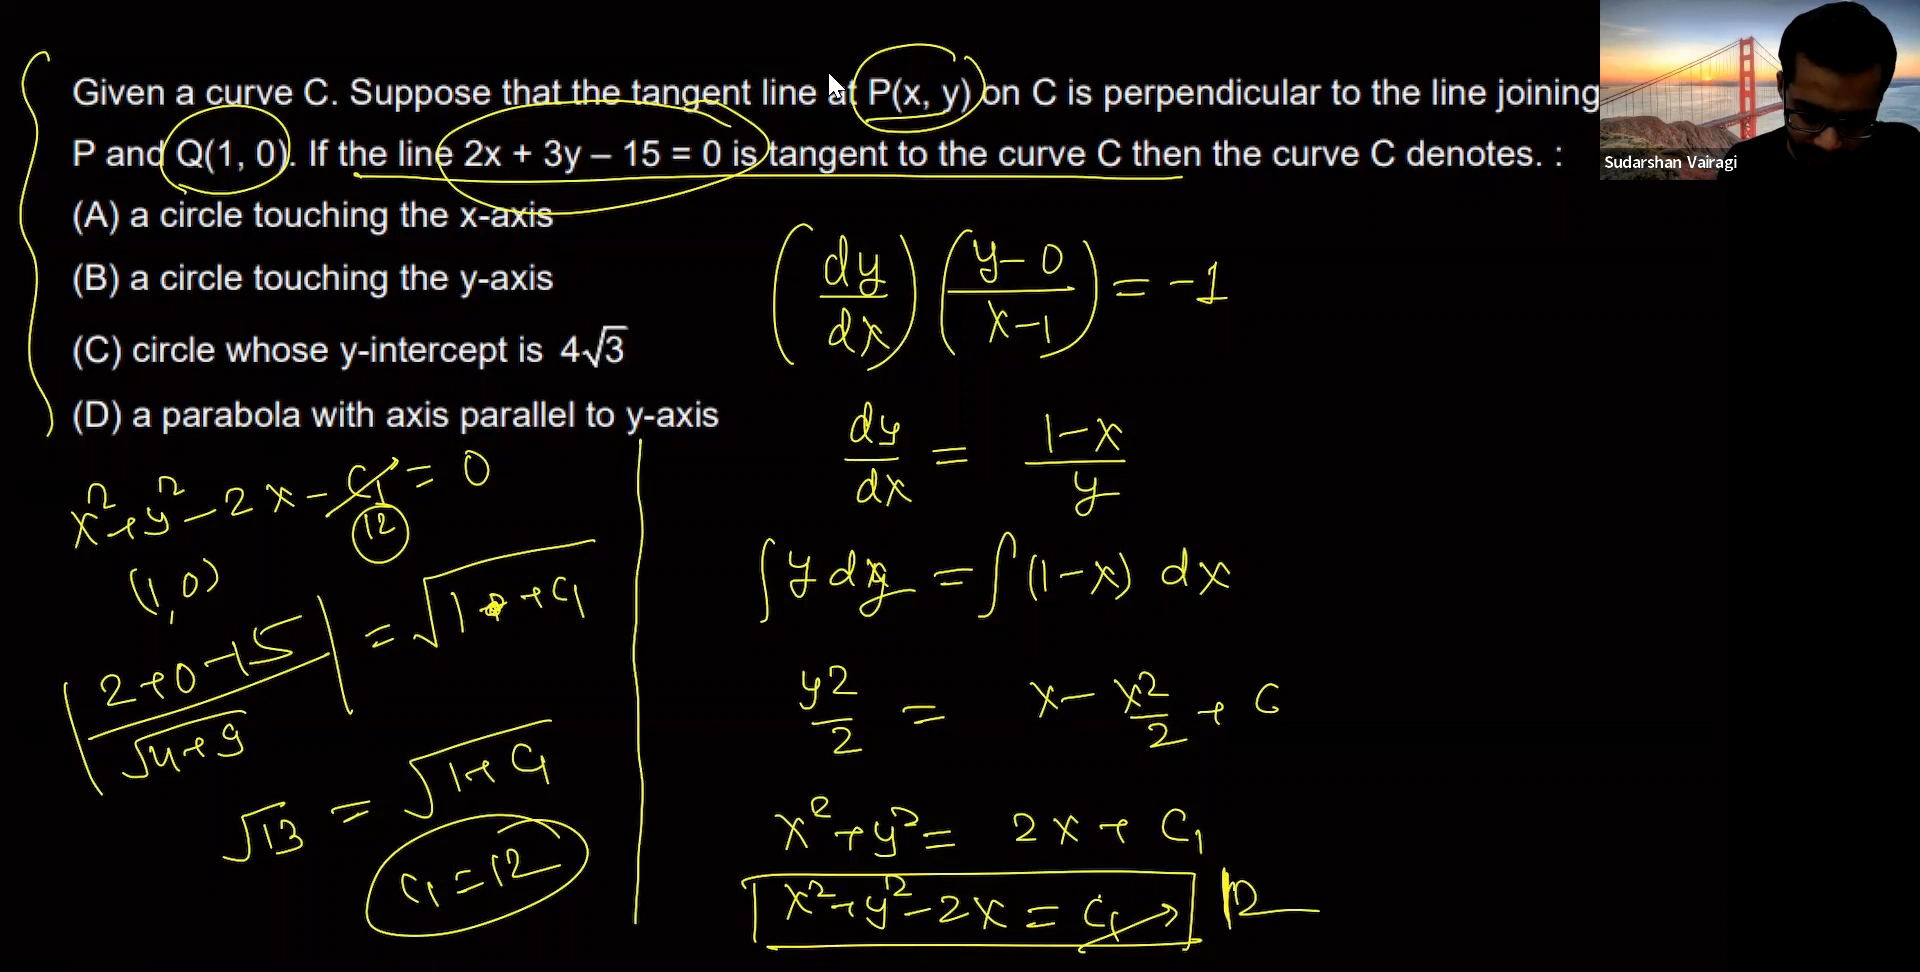 Given a curve C. Suppose that the tangent line at P(x, y) on C is perpendicular to the line joining
P and Q(1, 0). If the line 2x + 3y – 15 = 0 is tangent to the curve C then the curve C denotes. :
(A) a circle touching the x-axis
(B) a circle touching the y-axis
(C) circle whose y-intercept is 4√3
(D) a parabola with axis parallel to y-axis
x² + y² – 2x – C₁ = 0
12
(1, 0)
|(2+0–15)/√(4+9)| = √(1+C₁)
√13 = √(1+C₁)
C₁ = 12
(dy/dx) ((y–0)/(x–1)) = –1
dy/dx = (1–x)/y
∫ y dy = ∫ (1–x) dx
y²/2 = x – x²/2 + C
x² + y² = 2x + C₁
x² + y² – 2x = C₁ → 12
Sudarshan Vairagi